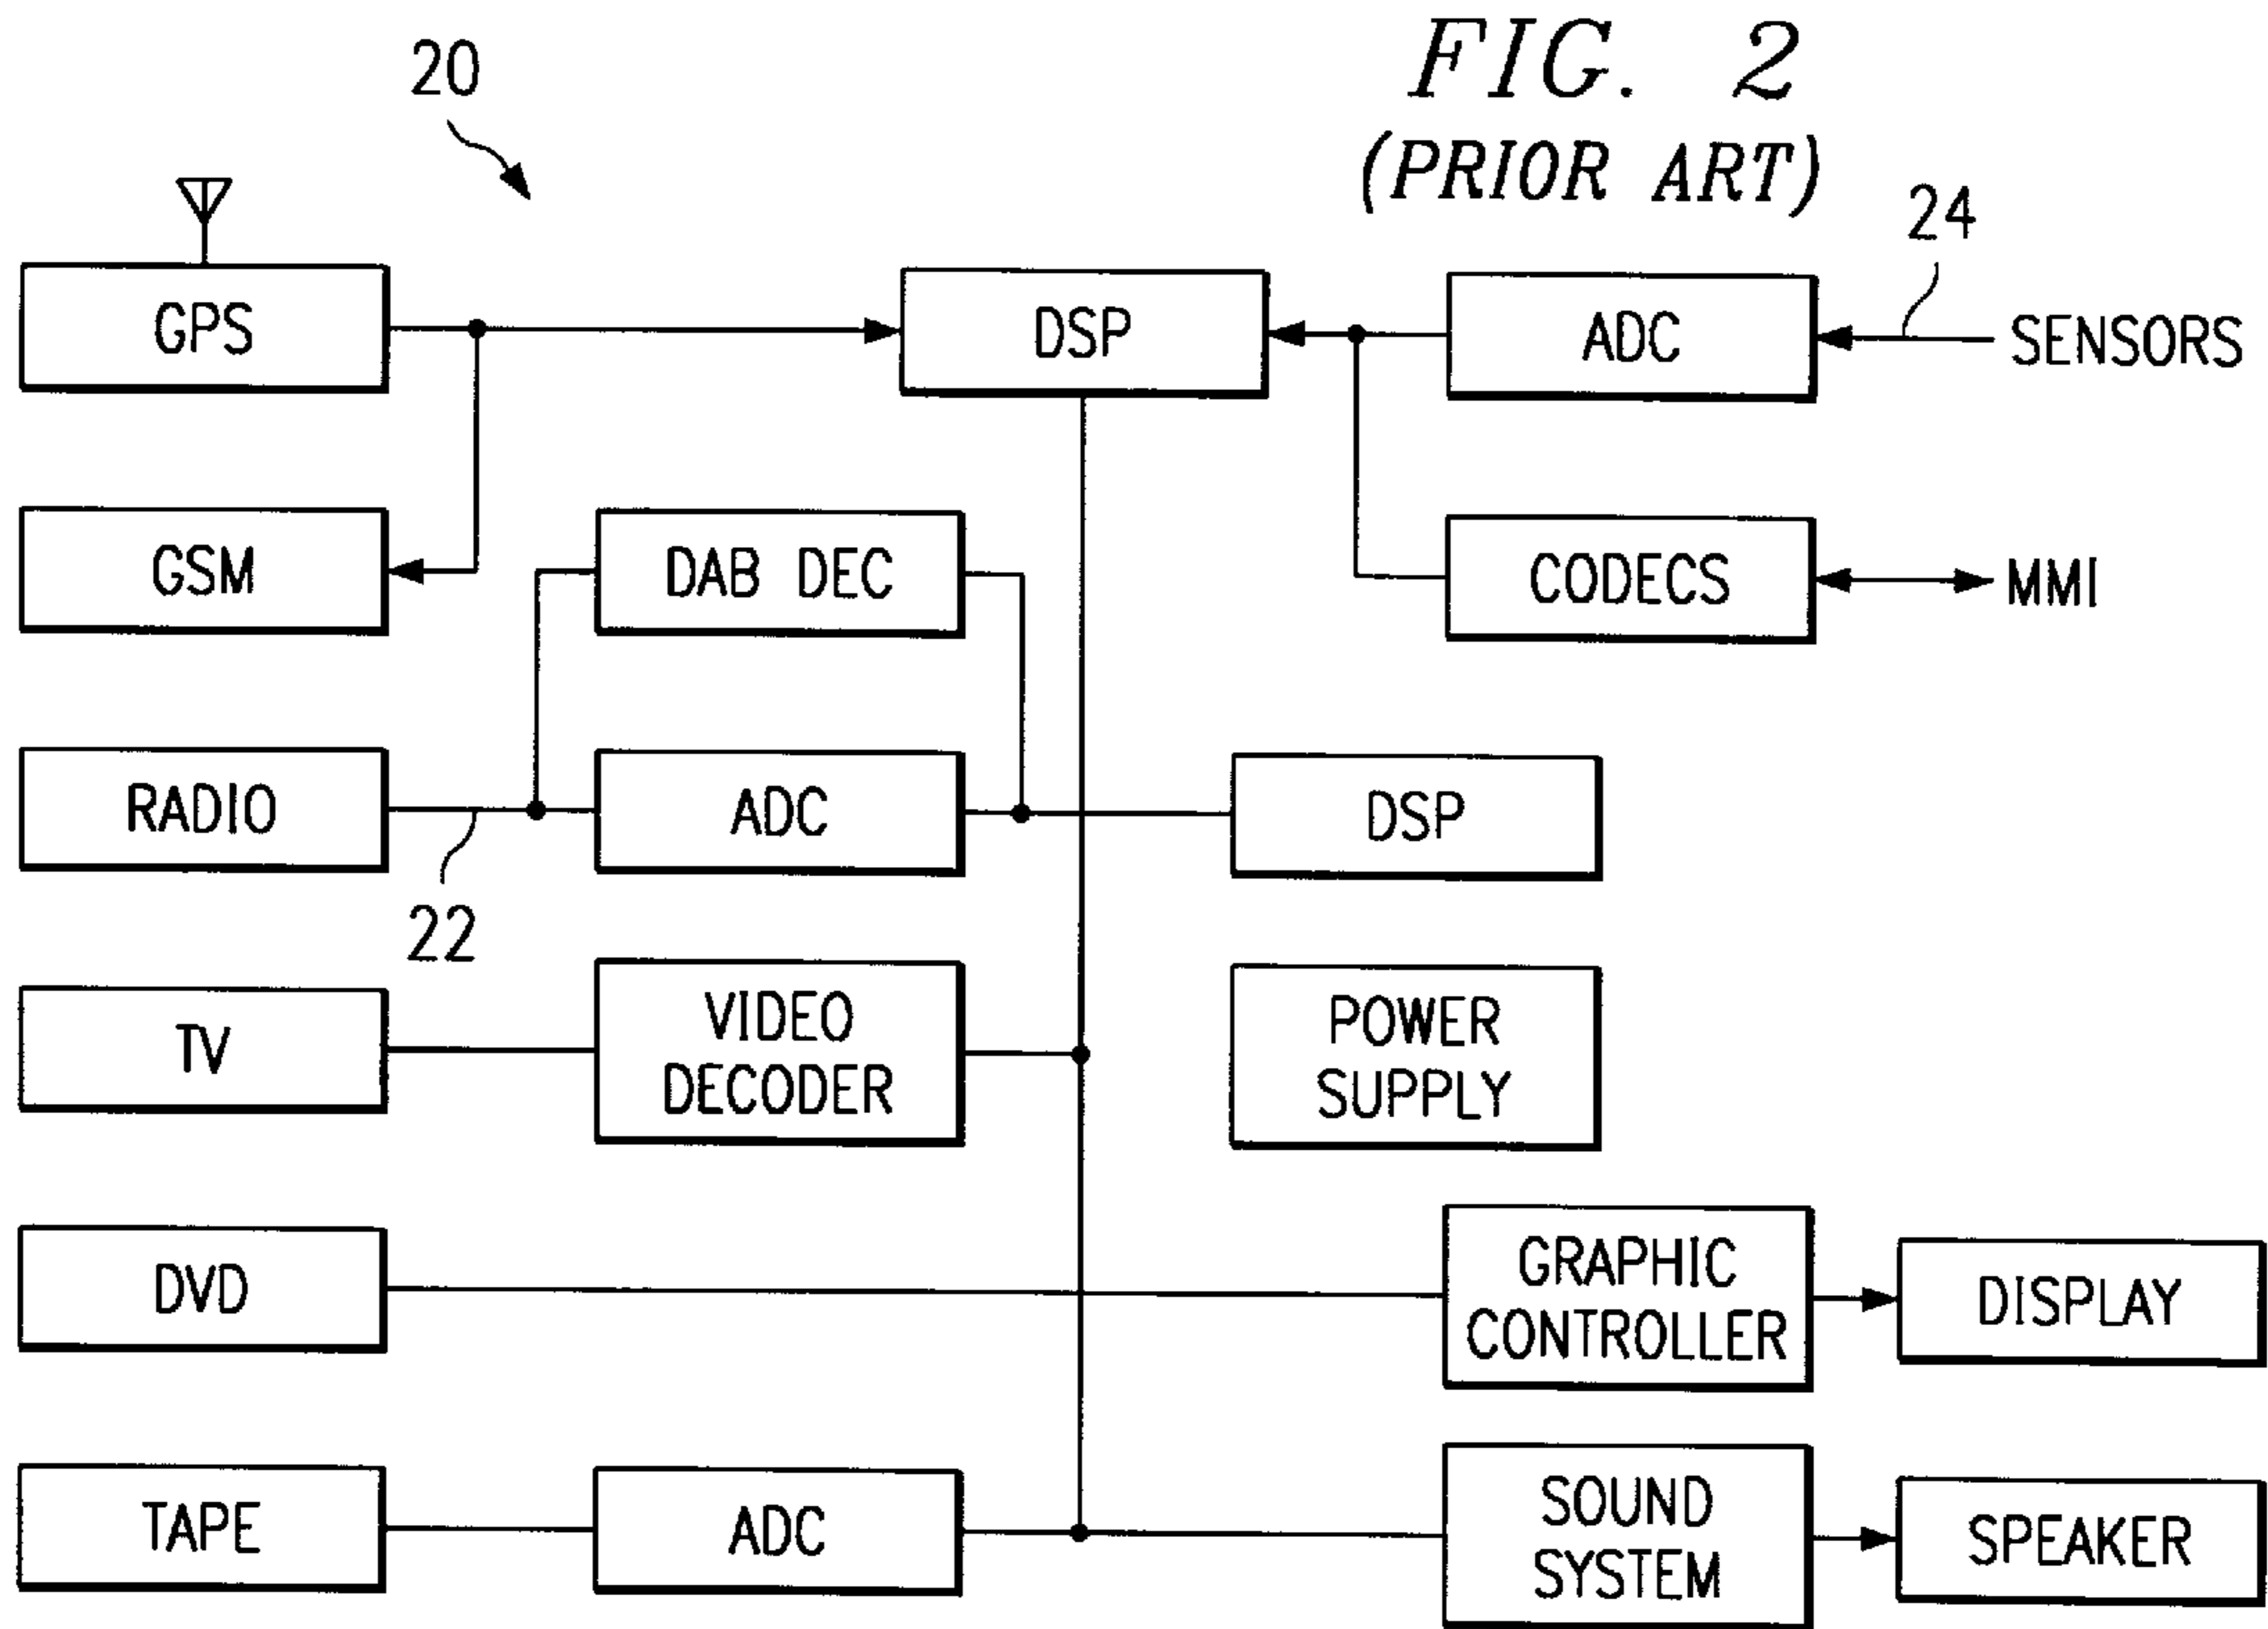 FIG. 2
(PRIOR ART)
20
24
GPS
DSP
ADC
SENSORS
GSM
DAB DEC
CODECS
MMI
RADIO
ADC
DSP
22
TV
VIDEO
DECODER
POWER
SUPPLY
DVD
GRAPHIC
CONTROLLER
DISPLAY
TAPE
ADC
SOUND
SYSTEM
SPEAKER